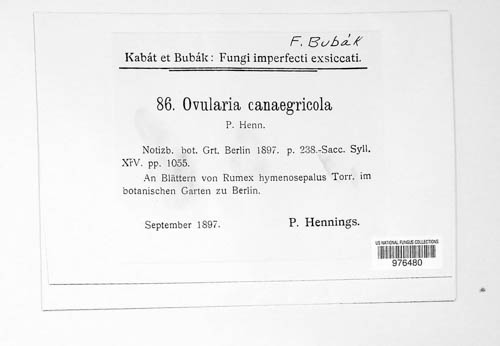 F. Bubák
Kabát et Bubák: Fungi imperfecti exsiccati.
86. Ovularia canaegricola
P. Henn.
Notizb. bot. Grt. Berlin 1897. p. 238.-Sacc. Syll.
XIV. pp. 1055.
An Blättern von Rumex hymenosepalus Torr. im
botanischen Garten zu Berlin.
September 1897.
P. Hennings.
US NATIONAL FUNGUS COLLECTIONS
976480